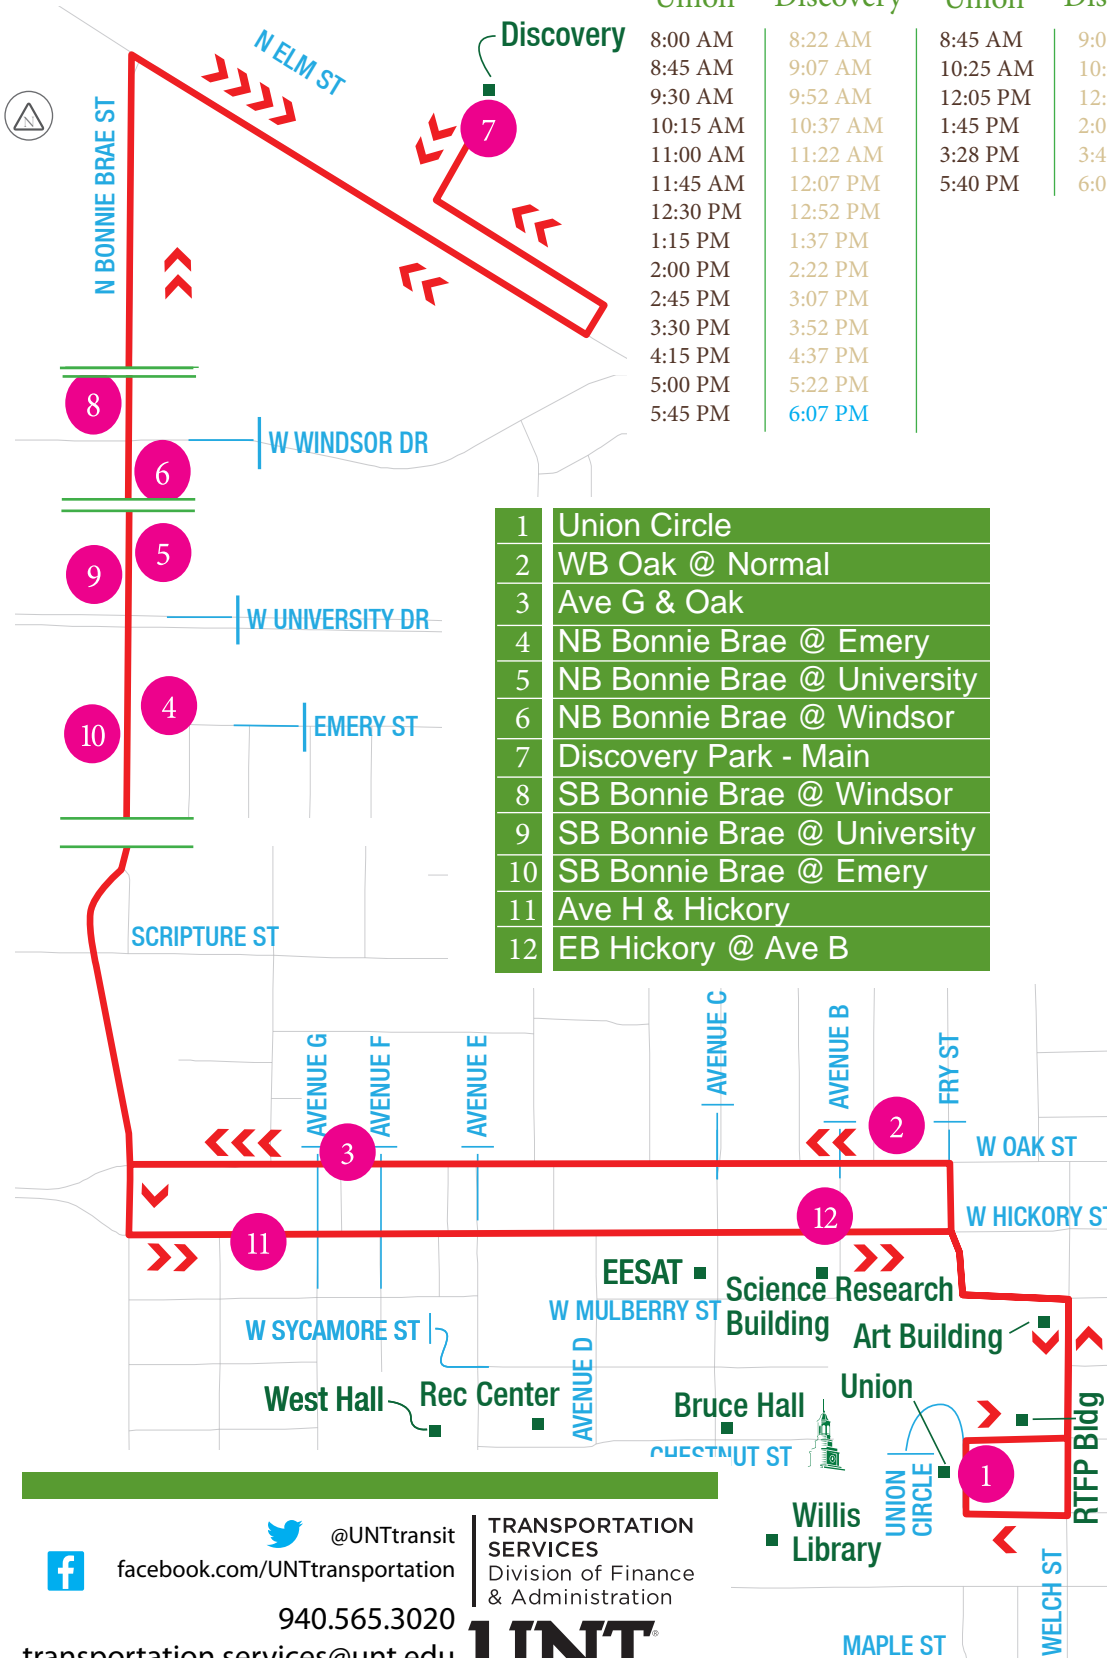 Union Discovery Union
Discovery
8:00 AM 8:22 AM 8:45 AM
8:45 AM 9:07 AM 10:25 AM
9:30 AM 9:52 AM 12:05 PM
10:15 AM 10:37 AM 1:45 PM
11:00 AM 11:22 AM 3:28 PM
11:45 AM 12:07 PM 5:40 PM
12:30 PM 12:52 PM
1:15 PM 1:37 PM
2:00 PM 2:22 PM
2:45 PM 3:07 PM
3:30 PM 3:52 PM
4:15 PM 4:37 PM
5:00 PM 5:22 PM
5:45 PM 6:07 PM
N ELM ST
N
N BONNIE BRAE ST
7
8
W WINDSOR DR
6
5
9
W UNIVERSITY DR
4
10
EMERY ST
1 Union Circle
2 WB Oak @ Normal
3 Ave G & Oak
4 NB Bonnie Brae @ Emery
5 NB Bonnie Brae @ University
6 NB Bonnie Brae @ Windsor
7 Discovery Park - Main
8 SB Bonnie Brae @ Windsor
9 SB Bonnie Brae @ University
10 SB Bonnie Brae @ Emery
11 Ave H & Hickory
12 EB Hickory @ Ave B
SCRIPTURE ST
AVENUE G
AVENUE F
AVENUE E
AVENUE C
AVENUE B
FRY ST
2
3
W OAK ST
12
W HICKORY ST
11
EESAT
Science Research
Building
W MULBERRY ST
W SYCAMORE ST
Art Building
AVENUE D
West Hall
Rec Center
Bruce Hall
Union
CHESTNUT ST
UNION
CIRCLE
1
RTFP Bldg
Willis
Library
WELCH ST
MAPLE ST
@UNTtransit
facebook.com/UNTtransportation
940.565.3020
transportation.services@unt.edu
TRANSPORTATION
SERVICES
Division of Finance
& Administration
UNT®